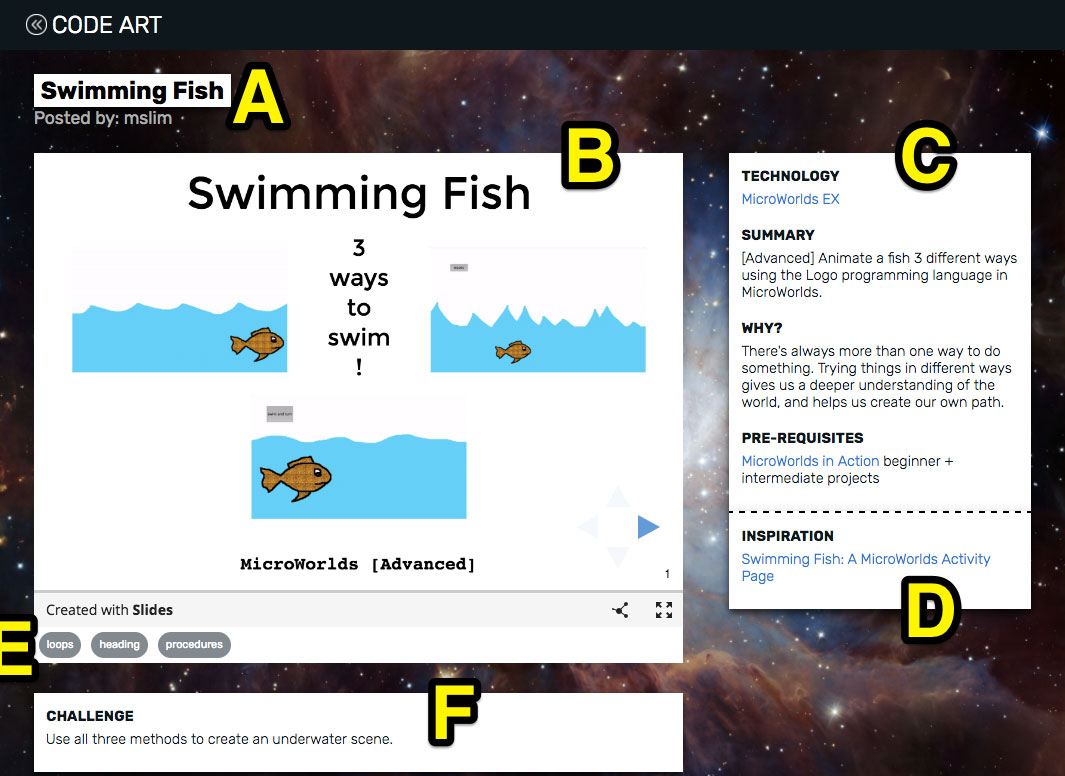 CODE ART
Swimming Fish
A
Posted by: mslim
B
Swimming Fish
3
ways
to
swim
!
swim and turn
MicroWorlds [Advanced]
1
Created with Slides
E
loops heading procedures
C
TECHNOLOGY
MicroWorlds EX
SUMMARY
[Advanced] Animate a fish 3 different ways
using the Logo programming language in
MicroWorlds.
WHY?
There's always more than one way to do
something. Trying things in different ways
gives us a deeper understanding of the
world, and helps us create our own path.
PRE-REQUISITES
MicroWorlds in Action beginner +
intermediate projects
INSPIRATION
Swimming Fish: A MicroWorlds Activity
Page
D
F
CHALLENGE
Use all three methods to create an underwater scene.